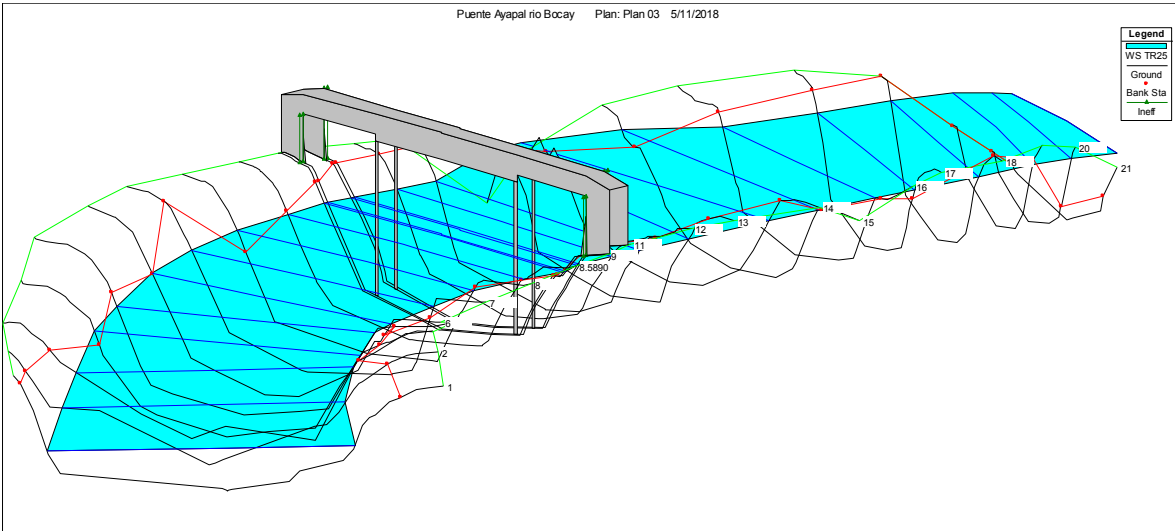 Puente Ayapal rio Bocay Plan: Plan 03 5/11/2018
Legend
WS TR25
Ground
Bank Sta
Ineff
21
20
18
17
16
15
14
13
12
11
9
8.5890
8
7
6
2
1